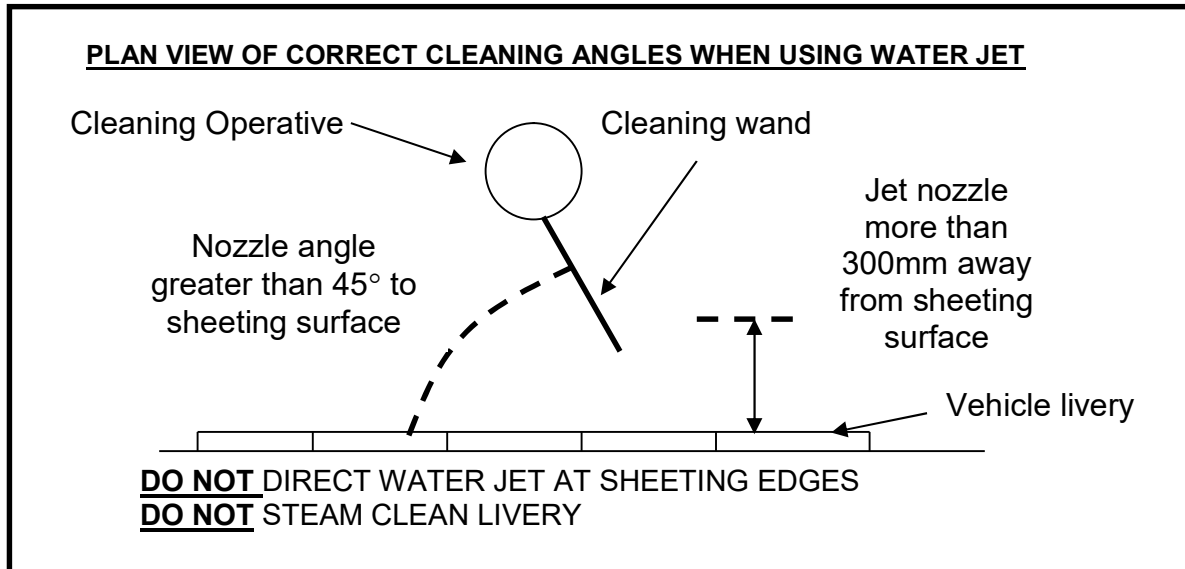 PLAN VIEW OF CORRECT CLEANING ANGLES WHEN USING WATER JET
Cleaning Operative
Cleaning wand
Nozzle angle
greater than 45° to
sheeting surface
Jet nozzle
more than
300mm away
from sheeting
surface
Vehicle livery
DO NOT DIRECT WATER JET AT SHEETING EDGES
DO NOT STEAM CLEAN LIVERY